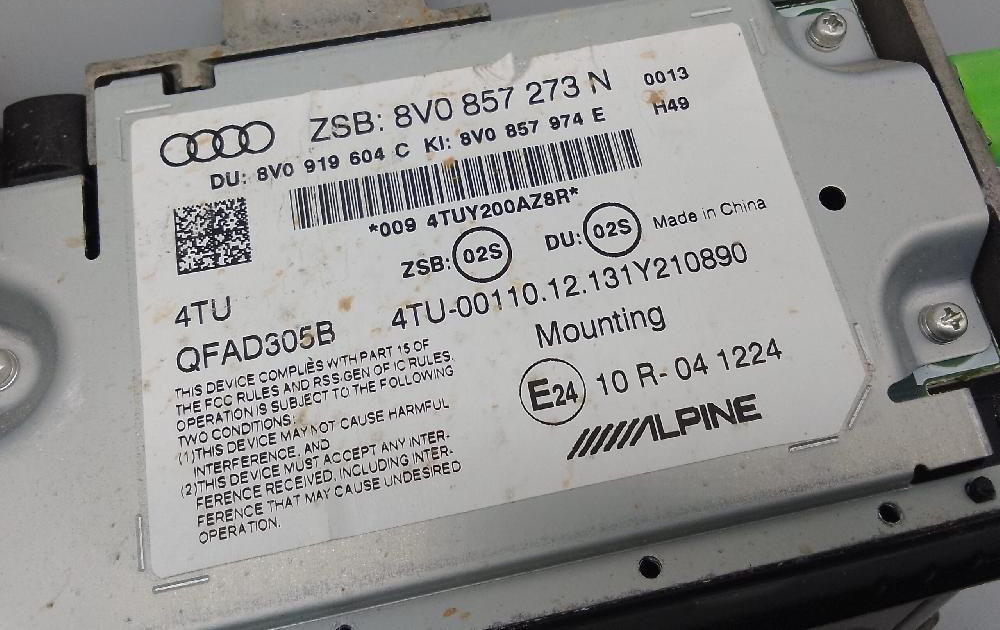 ZSB: 8V0 857 273 N 0013
DU: 8V0 919 604 C KI: 8V0 857 974 E H49
*009 4TUY200AZ8R*
ZSB: 02S DU: 02S Made in China
4TU 4TU-00110.12.131Y210890
QFAD305B Mounting
THIS DEVICE COMPLIES WITH PART 15 OF
THE FCC RULES AND RSS-GEN OF IC RULES.
OPERATION IS SUBJECT TO THE FOLLOWING
TWO CONDITIONS:
(1)THIS DEVICE MAY NOT CAUSE HARMFUL
INTERFERENCE, AND
(2)THIS DEVICE MUST ACCEPT ANY INTER-
FERENCE RECEIVED, INCLUDING INTER-
FERENCE THAT MAY CAUSE UNDESIRED
OPERATION.
E24 10 R-04 1224
ALPINE